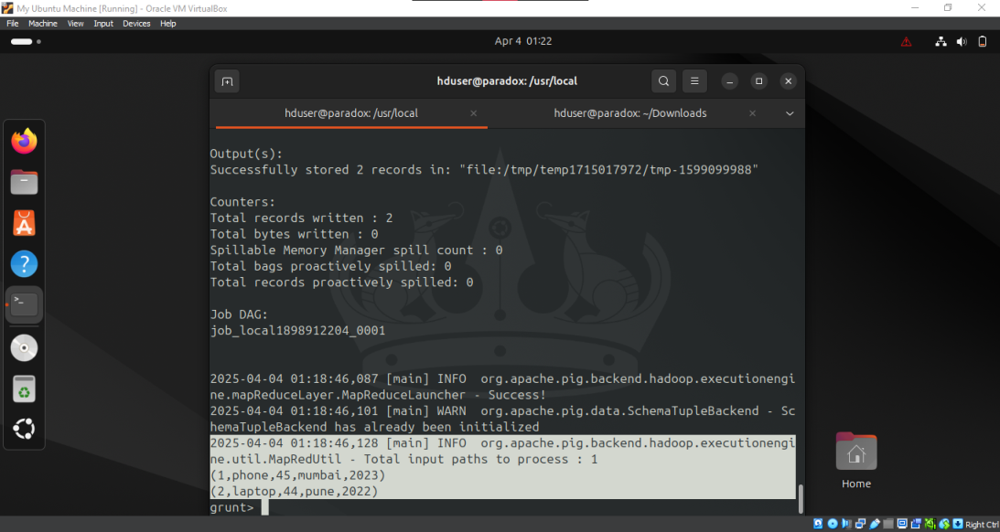 My Ubuntu Machine [Running] - Oracle VM VirtualBox
File Machine View Input Devices Help
Apr 4 01:22
hduser@paradox: /usr/local
hduser@paradox: /usr/local
hduser@paradox: ~/Downloads
Output(s):
Successfully stored 2 records in: "file:/tmp/temp1715017972/tmp-1599099988"
Counters:
Total records written : 2
Total bytes written : 0
Spillable Memory Manager spill count : 0
Total bags proactively spilled: 0
Total records proactively spilled: 0
Job DAG:
job_local1898912204_0001
2025-04-04 01:18:46,087 [main] INFO  org.apache.pig.backend.hadoop.executionengi
ne.mapReduceLayer.MapReduceLauncher - Success!
2025-04-04 01:18:46,101 [main] WARN  org.apache.pig.data.SchemaTupleBackend - Sc
hemaTupleBackend has already been initialized
2025-04-04 01:18:46,128 [main] INFO  org.apache.pig.backend.hadoop.executionengi
ne.util.MapRedUtil - Total input paths to process : 1
(1,phone,45,mumbai,2023)
(2,laptop,44,pune,2022)
grunt>
Home
Right Ctrl